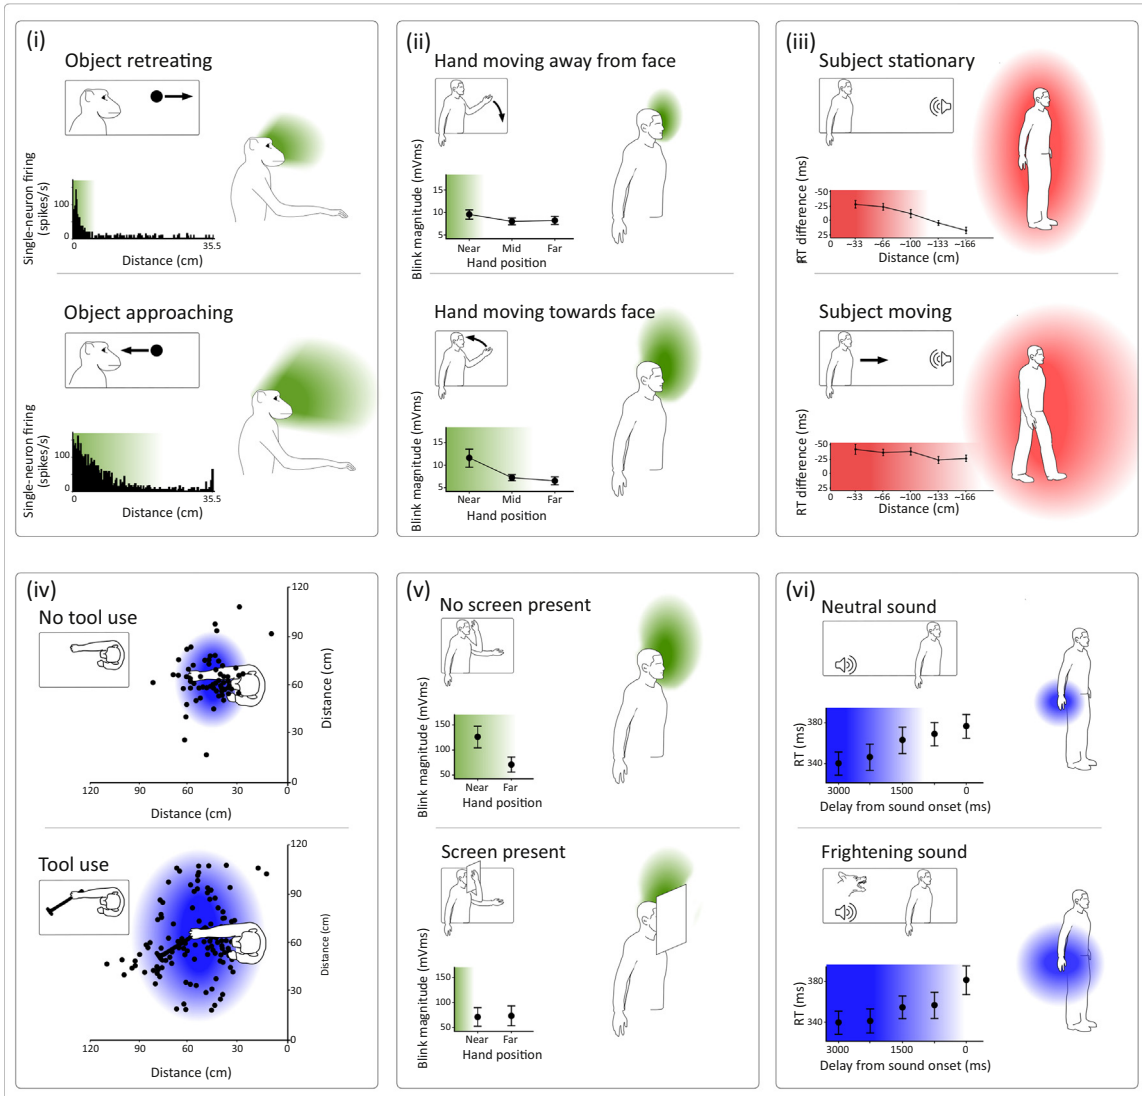 (i)
Object retreating
Single-neuron firing
(spikes/s)
100
0
0
35.5
Distance (cm)
Object approaching
Single-neuron firing
(spikes/s)
100
0
0
35.5
Distance (cm)
(ii)
Hand moving away from face
Blink magnitude (mVms)
15
10
5
Near
Mid
Far
Hand position
Hand moving towards face
Blink magnitude (mVms)
15
10
5
Near
Mid
Far
Hand position
(iii)
Subject stationary
RT difference (ms)
-50
-25
0
25
−33
−66
−100
−133
−166
Distance (cm)
Subject moving
RT difference (ms)
-50
-25
0
25
−33
−66
−100
−133
−166
Distance (cm)
(iv)
No tool use
120
90
60
30
0
Distance (cm)
120
90
60
30
0
Distance (cm)
Tool use
120
90
60
30
0
Distance (cm)
120
90
60
30
0
Distance (cm)
(v)
No screen present
Blink magnitude (mVms)
150
100
50
Near
Far
Hand position
Screen present
Blink magnitude (mVms)
150
100
50
Near
Far
Hand position
(vi)
Neutral sound
RT (ms)
380
340
3000
1500
0
Delay from sound onset (ms)
Frightening sound
RT (ms)
380
340
3000
1500
0
Delay from sound onset (ms)